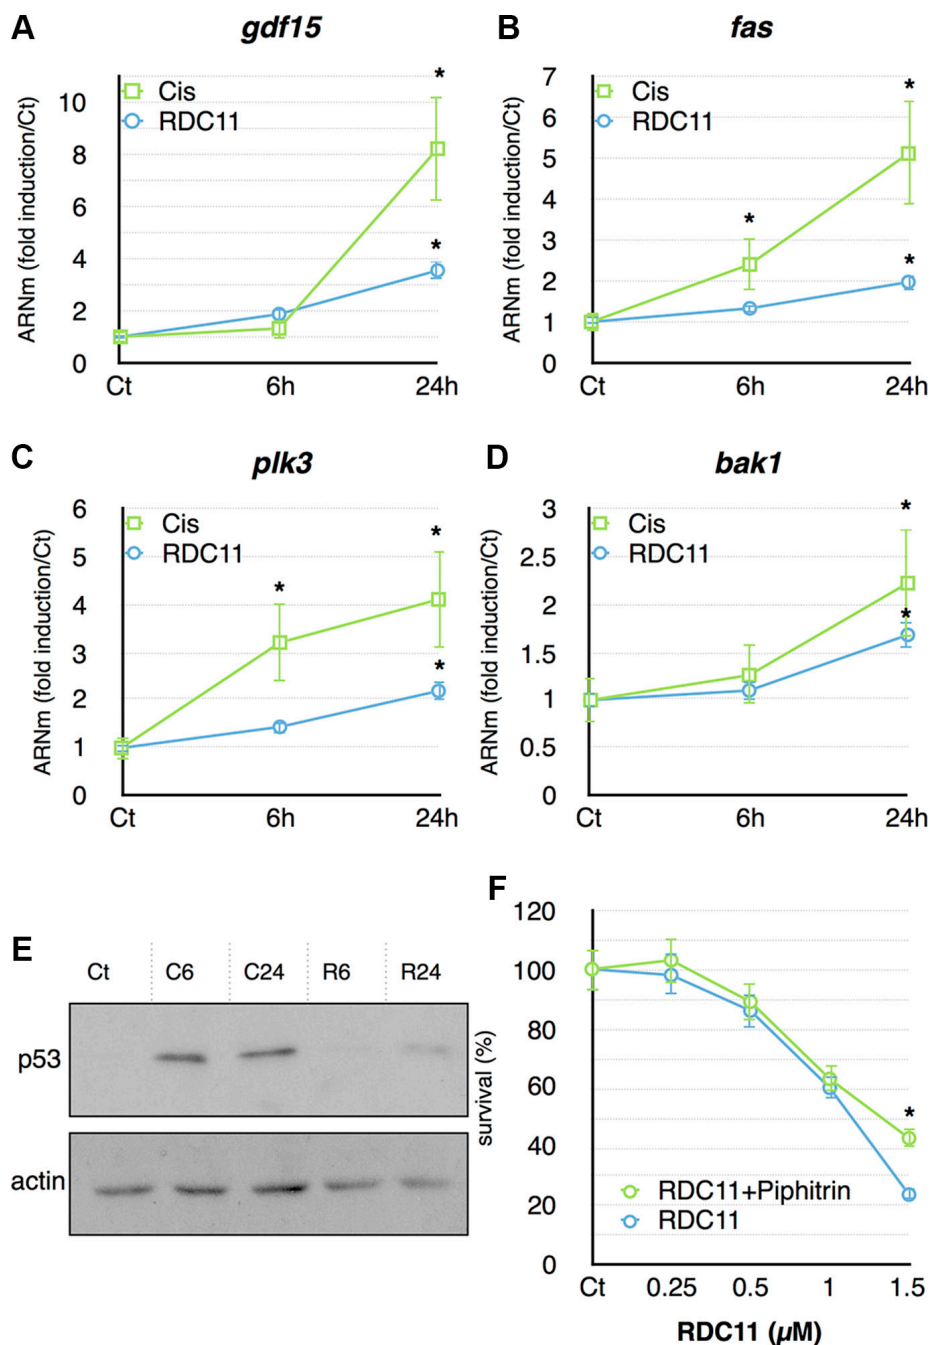 A
gdf15
ARNm (fold induction/Ct)
10
8
6
4
2
0
Cis
RDC11
*
*
Ct 6h 24h
B
fas
ARNm (fold induction/Ct)
7
6
5
4
3
2
1
0
Cis
RDC11
*
*
*
Ct 6h 24h
C
plk3
ARNm (fold induction/Ct)
6
5
4
3
2
1
0
Cis
RDC11
*
*
*
Ct 6h 24h
D
bak1
ARNm (fold induction/Ct)
3
2.5
2
1.5
1
0.5
0
Cis
RDC11
*
*
Ct 6h 24h
E
Ct C6 C24 R6 R24
p53
actin
F
survival (%)
120
100
80
60
40
20
0
*
RDC11+Piphitrin
RDC11
Ct 0.25 0.5 1 1.5
RDC11 (µM)